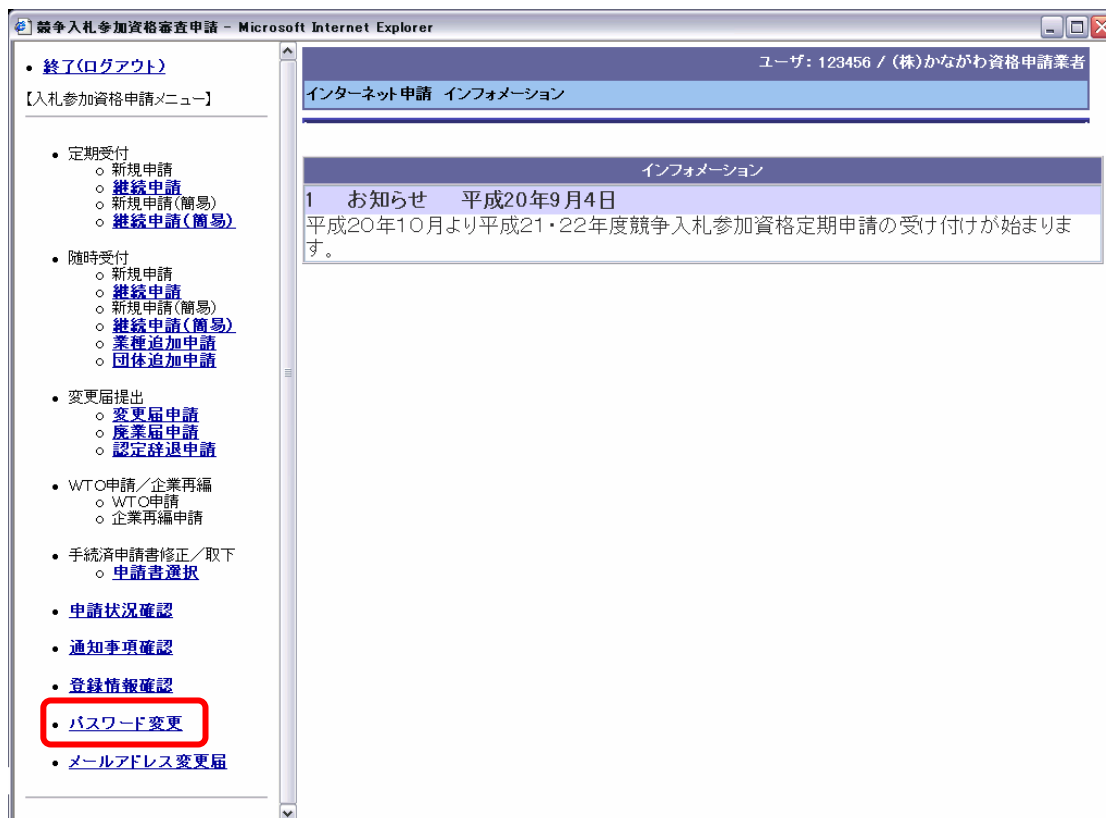 競争入札参加資格審査申請 - Microsoft Internet Explorer
終了(ログアウト)
【入札参加資格申請メニュー】
定期受付
新規申請
継続申請
新規申請(簡易)
継続申請(簡易)
随時受付
新規申請
継続申請
新規申請(簡易)
継続申請(簡易)
業種追加申請
団体追加申請
変更届提出
変更届申請
廃業届申請
認定辞退申請
WTO申請／企業再編
WTO申請
企業再編申請
手続済申請書修正／取下
申請書選択
申請状況確認
通知事項確認
登録情報確認
パスワード変更
メールアドレス変更届
ユーザ: 123456 / (株)かながわ資格申請業者
インターネット申請 インフォメーション
インフォメーション
1 お知らせ 平成20年9月4日
平成２０年１０月より平成２１・２２年度競争入札参加資格定期申請の受け付けが始まりま
す。